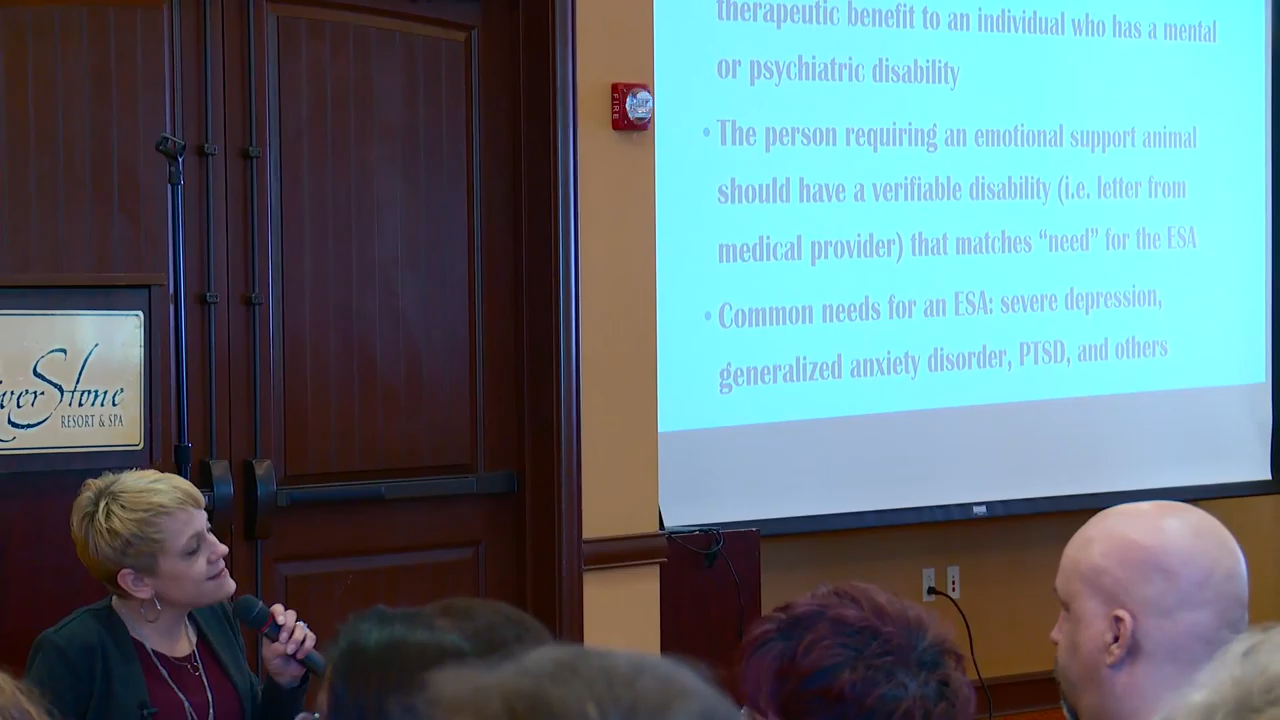 therapeutic benefit to an individual who has a mental
or psychiatric disability
• The person requiring an emotional support animal
should have a verifiable disability (i.e. letter from
medical provider) that matches “need” for the ESA
• Common needs for an ESA: severe depression,
generalized anxiety disorder, PTSD, and others
FIRE
verStone
RESORT & SPA